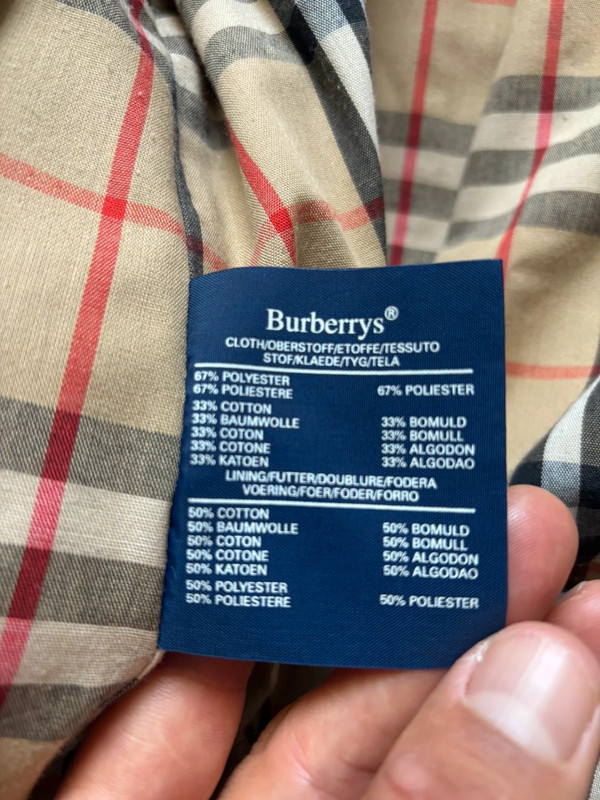 Burberrys®
CLOTH/OBERSTOFF/ETOFFE/TESSUTO
STOF/KLAEDE/TYG/TELA
67% POLYESTER
67% POLIESTERE 67% POLIESTER
33% COTTON
33% BAUMWOLLE 33% BOMULD
33% COTON 33% BOMULL
33% COTONE 33% ALGODON
33% KATOEN 33% ALGODAO
LINING/FUTTER/DOUBLURE/FODERA
VOERING/FOER/FODER/FORRO
50% COTTON
50% BAUMWOLLE 50% BOMULD
50% COTON 50% BOMULL
50% COTONE 50% ALGODON
50% KATOEN 50% ALGODAO
50% POLYESTER
50% POLIESTERE 50% POLIESTER